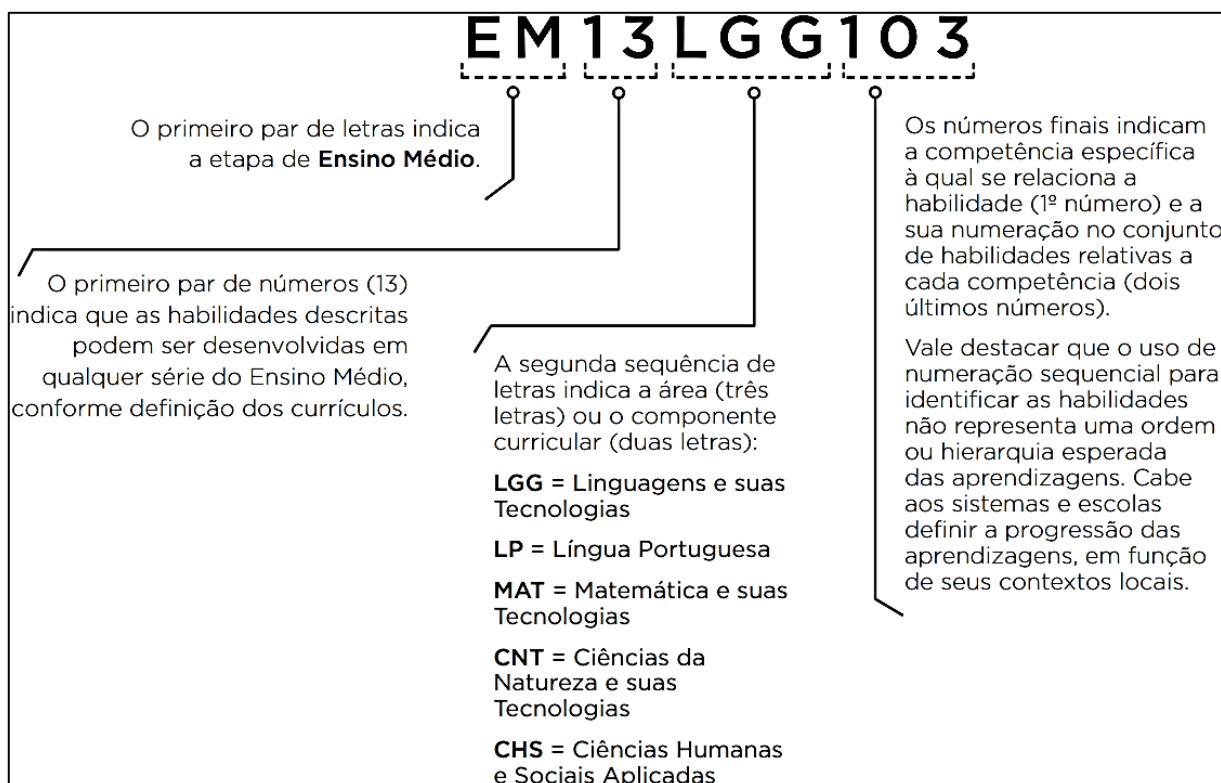 EM13LGG103
O primeiro par de letras indica
a etapa de Ensino Médio.
O primeiro par de números (13)
indica que as habilidades descritas
podem ser desenvolvidas em
qualquer série do Ensino Médio,
conforme definição dos currículos.
A segunda sequência de
letras indica a área (três
letras) ou o componente
curricular (duas letras):
LGG = Linguagens e suas
Tecnologias
LP = Língua Portuguesa
MAT = Matemática e suas
Tecnologias
CNT = Ciências da
Natureza e suas
Tecnologias
CHS = Ciências Humanas
e Sociais Aplicadas
Os números finais indicam
a competência específica
à qual se relaciona a
habilidade (1º número) e a
sua numeração no conjunto
de habilidades relativas a
cada competência (dois
últimos números).
Vale destacar que o uso de
numeração sequencial para
identificar as habilidades
não representa uma ordem
ou hierarquia esperada
das aprendizagens. Cabe
aos sistemas e escolas
definir a progressão das
aprendizagens, em função
de seus contextos locais.